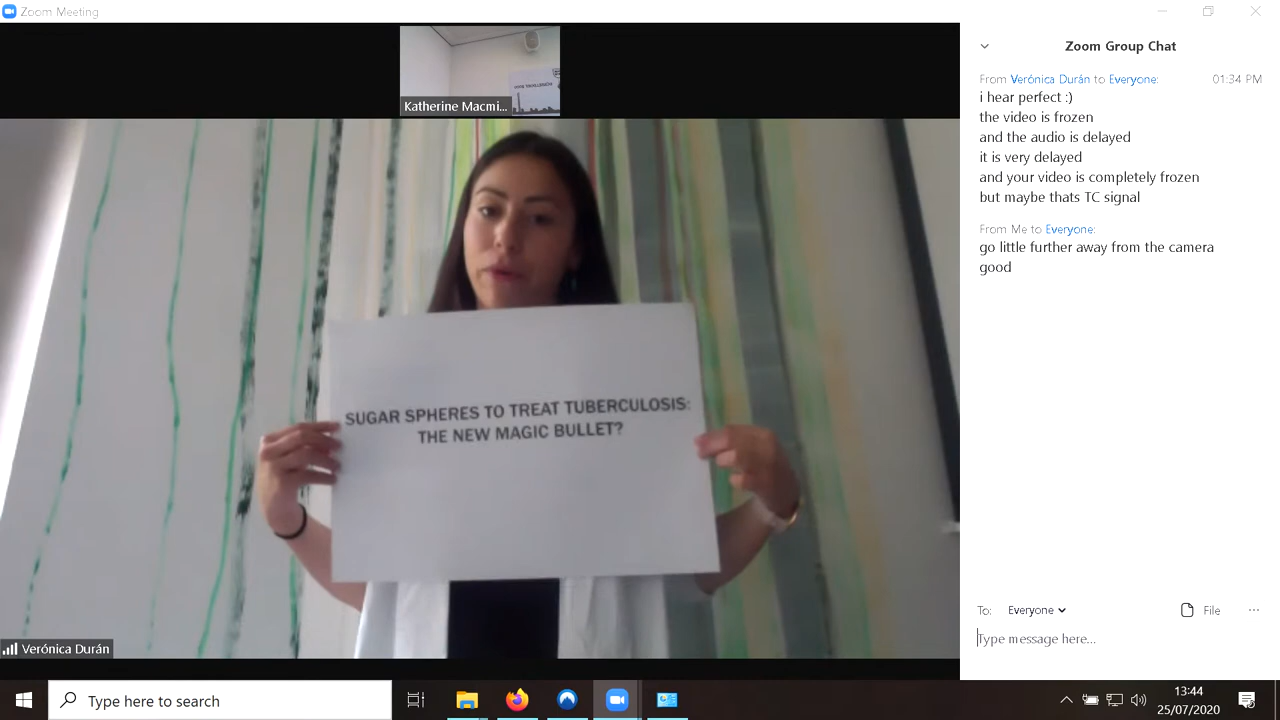 Zoom Meeting
Katherine Macmi...
SUGAR SPHERES TO TREAT TUBERCULOSIS:
THE NEW MAGIC BULLET?
Verónica Durán
Zoom Group Chat
From Verónica Durán to Everyone: 01:34 PM
i hear perfect :)
the video is frozen
and the audio is delayed
it is very delayed
and your video is completely frozen
but maybe thats TC signal
From Me to Everyone:
go little further away from the camera
good
To: Everyone File ...
Type message here...
Type here to search
13:44
25/07/2020